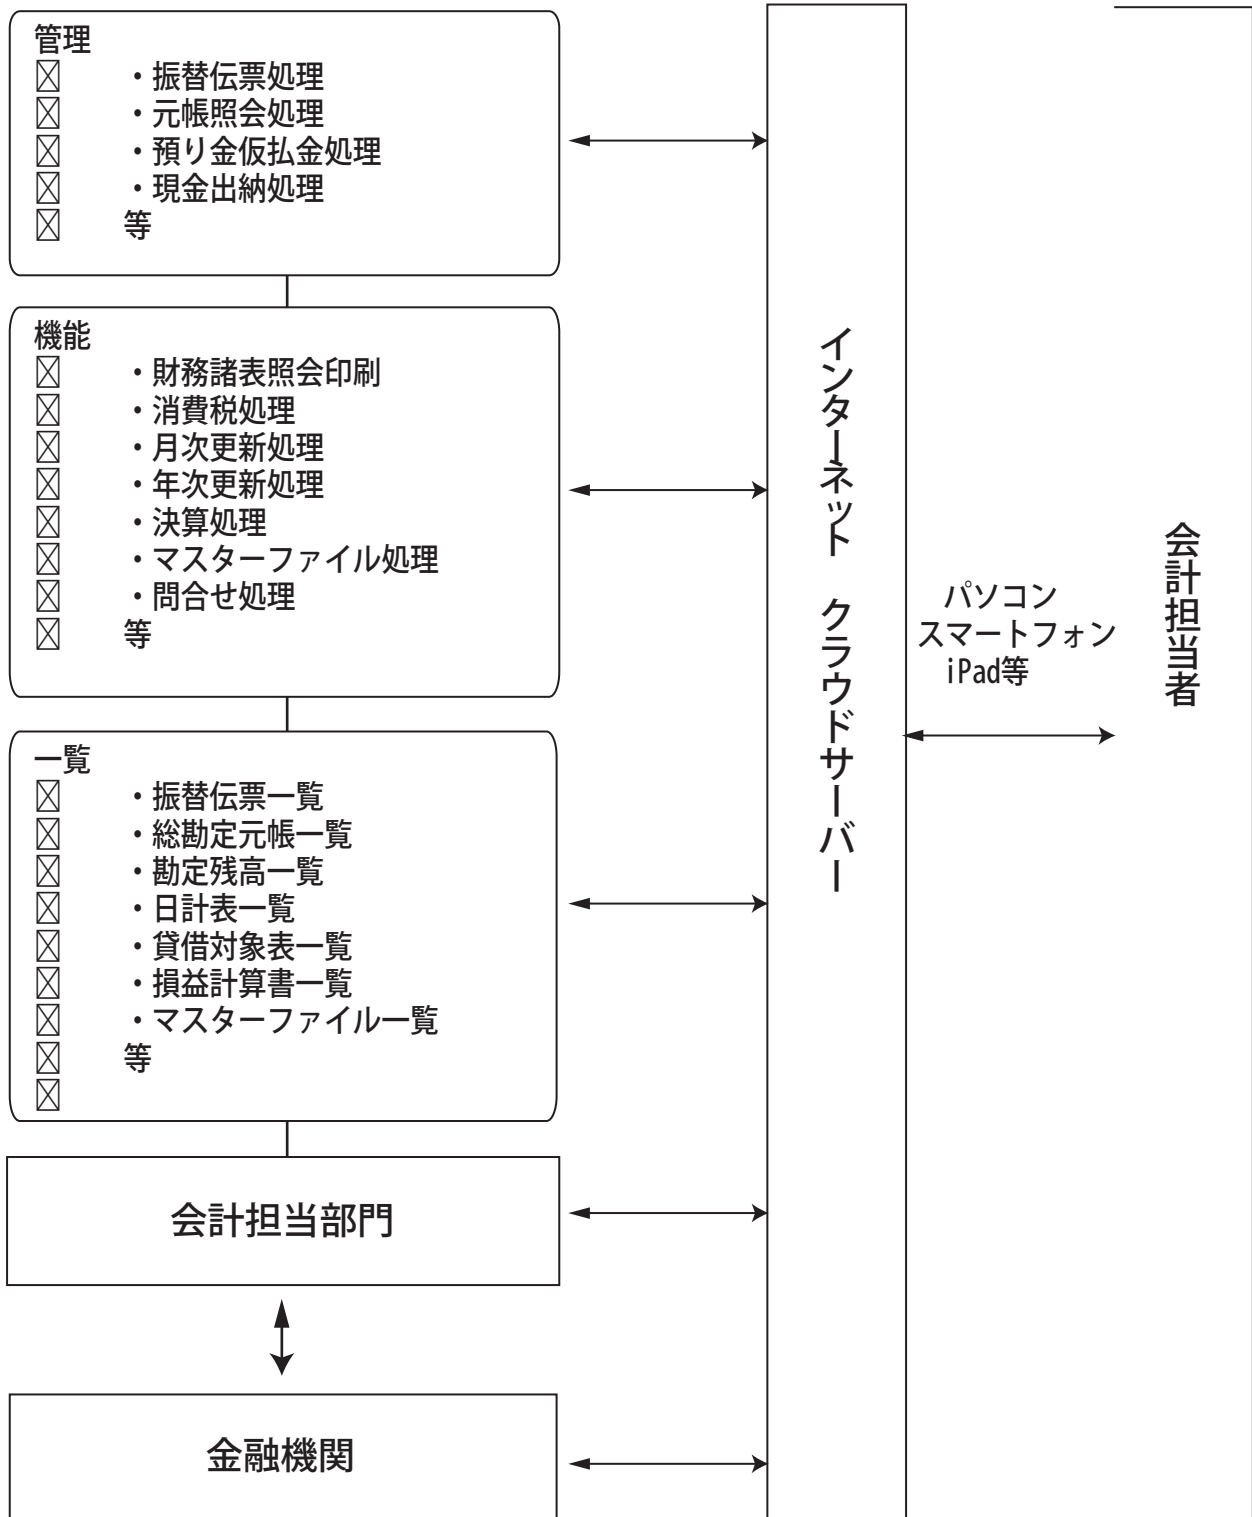 管理
・振替伝票処理
・元帳照会処理
・預り金仮払金処理
・現金出納処理
等
機能
・財務諸表照会印刷
・消費税処理
・月次更新処理
・年次更新処理
・決算処理
・マスターファイル処理
・問合せ処理
等
一覧
・振替伝票一覧
・総勘定元帳一覧
・勘定残高一覧
・日計表一覧
・貸借対象表一覧
・損益計算書一覧
・マスターファイル一覧
等
会計担当部門
金融機関
インターネット クラウドサーバー
パソコン
スマートフォン
iPad等
会計担当者